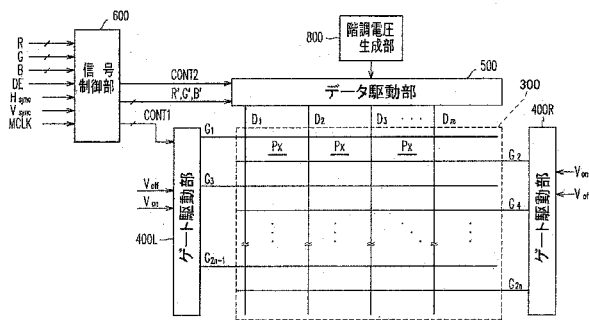 600
R
G
B
DE
Hsync
Vsync
MCLK
信号
制御部
CONT2
R',G',B'
CONT1
800
階調電圧
生成部
500
データ駆動部
300
D1 D2 D3 ・・・・ Dm
400R
G1
PX PX PX
G2
G3
Voff
Von
Von
Vof
G4
400L
ゲート駆動部
ゲート駆動部
G2n-1
G2n